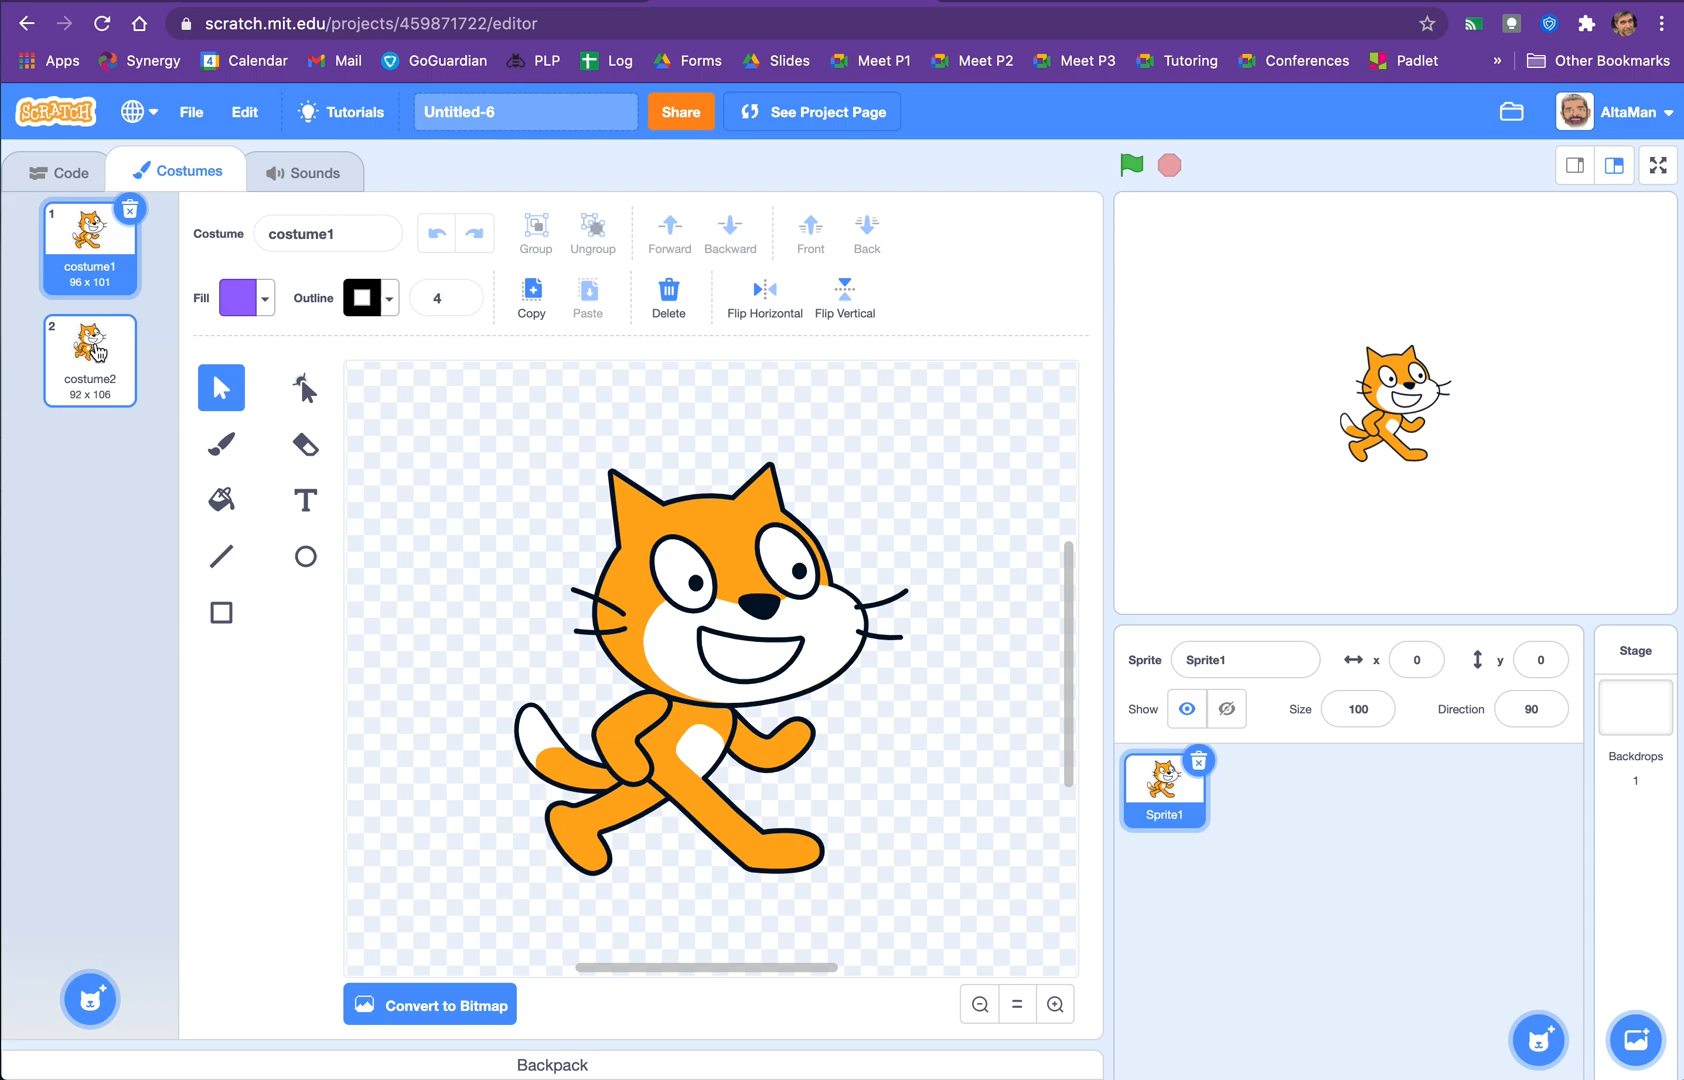 scratch.mit.edu/projects/459871722/editor
Apps Synergy 4 Calendar Mail GoGuardian PLP Log Forms Slides Meet P1 Meet P2 Meet P3 Tutoring Conferences Padlet » Other Bookmarks
SCRATCH File Edit Tutorials Untitled-6 Share See Project Page AltaMan
Code Costumes Sounds
1
costume1
96 x 101
2
costume2
92 x 106
Costume costume1 Group Ungroup Forward Backward Front Back
Fill Outline 4 Copy Paste Delete Flip Horizontal Flip Vertical
T
Convert to Bitmap
=
Backpack
Sprite Sprite1 x 0 y 0
Show Size 100 Direction 90
Sprite1
Stage
Backdrops
1